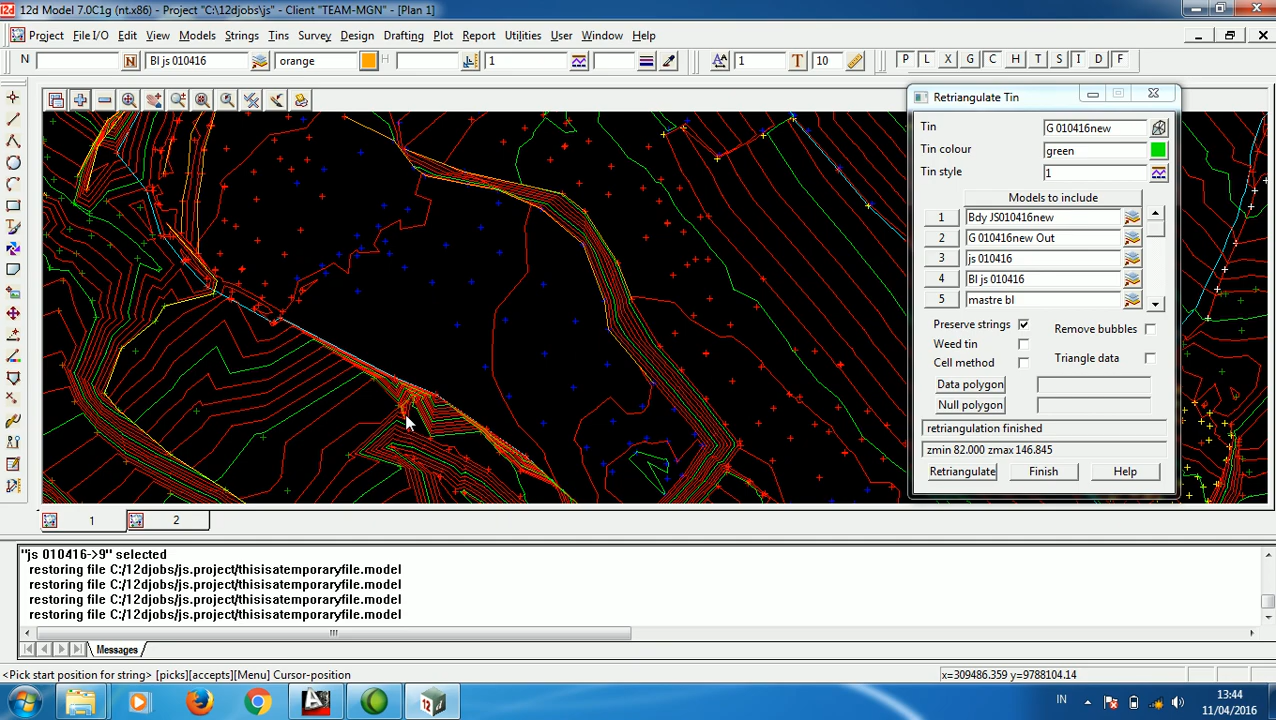 12d Model 7.0C1g (nt.x86) - Project "C:\12djobs\js" - Client "TEAM-MGN" - [Plan 1]
Project File I/O Edit View Models Strings Tins Survey Design Drafting Plot Report Utilities User Window Help
N N Bl js 010416 orange H 1 1 T 10 P L X G C H T S I D F
Retriangulate Tin
Tin G 010416new
Tin colour green
Tin style 1
Models to include
1 Bdy JS010416new
2 G 010416new Out
3 js 010416
4 Bl js 010416
5 mastre bl
Preserve strings Remove bubbles
Weed tin
Cell method Triangle data
Data polygon
Null polygon
retriangulation finished
zmin 82.000 zmax 146.845
Retriangulate Finish Help
1 2
"js 010416->9" selected
restoring file C:/12djobs/js.project/thisisatemporaryfile.model
restoring file C:/12djobs/js.project/thisisatemporaryfile.model
restoring file C:/12djobs/js.project/thisisatemporaryfile.model
restoring file C:/12djobs/js.project/thisisatemporaryfile.model
Messages
<Pick start position for string> [picks][accepts][Menu] Cursor-position x=309486.359 y=9788104.14
IN 13:44
11/04/2016